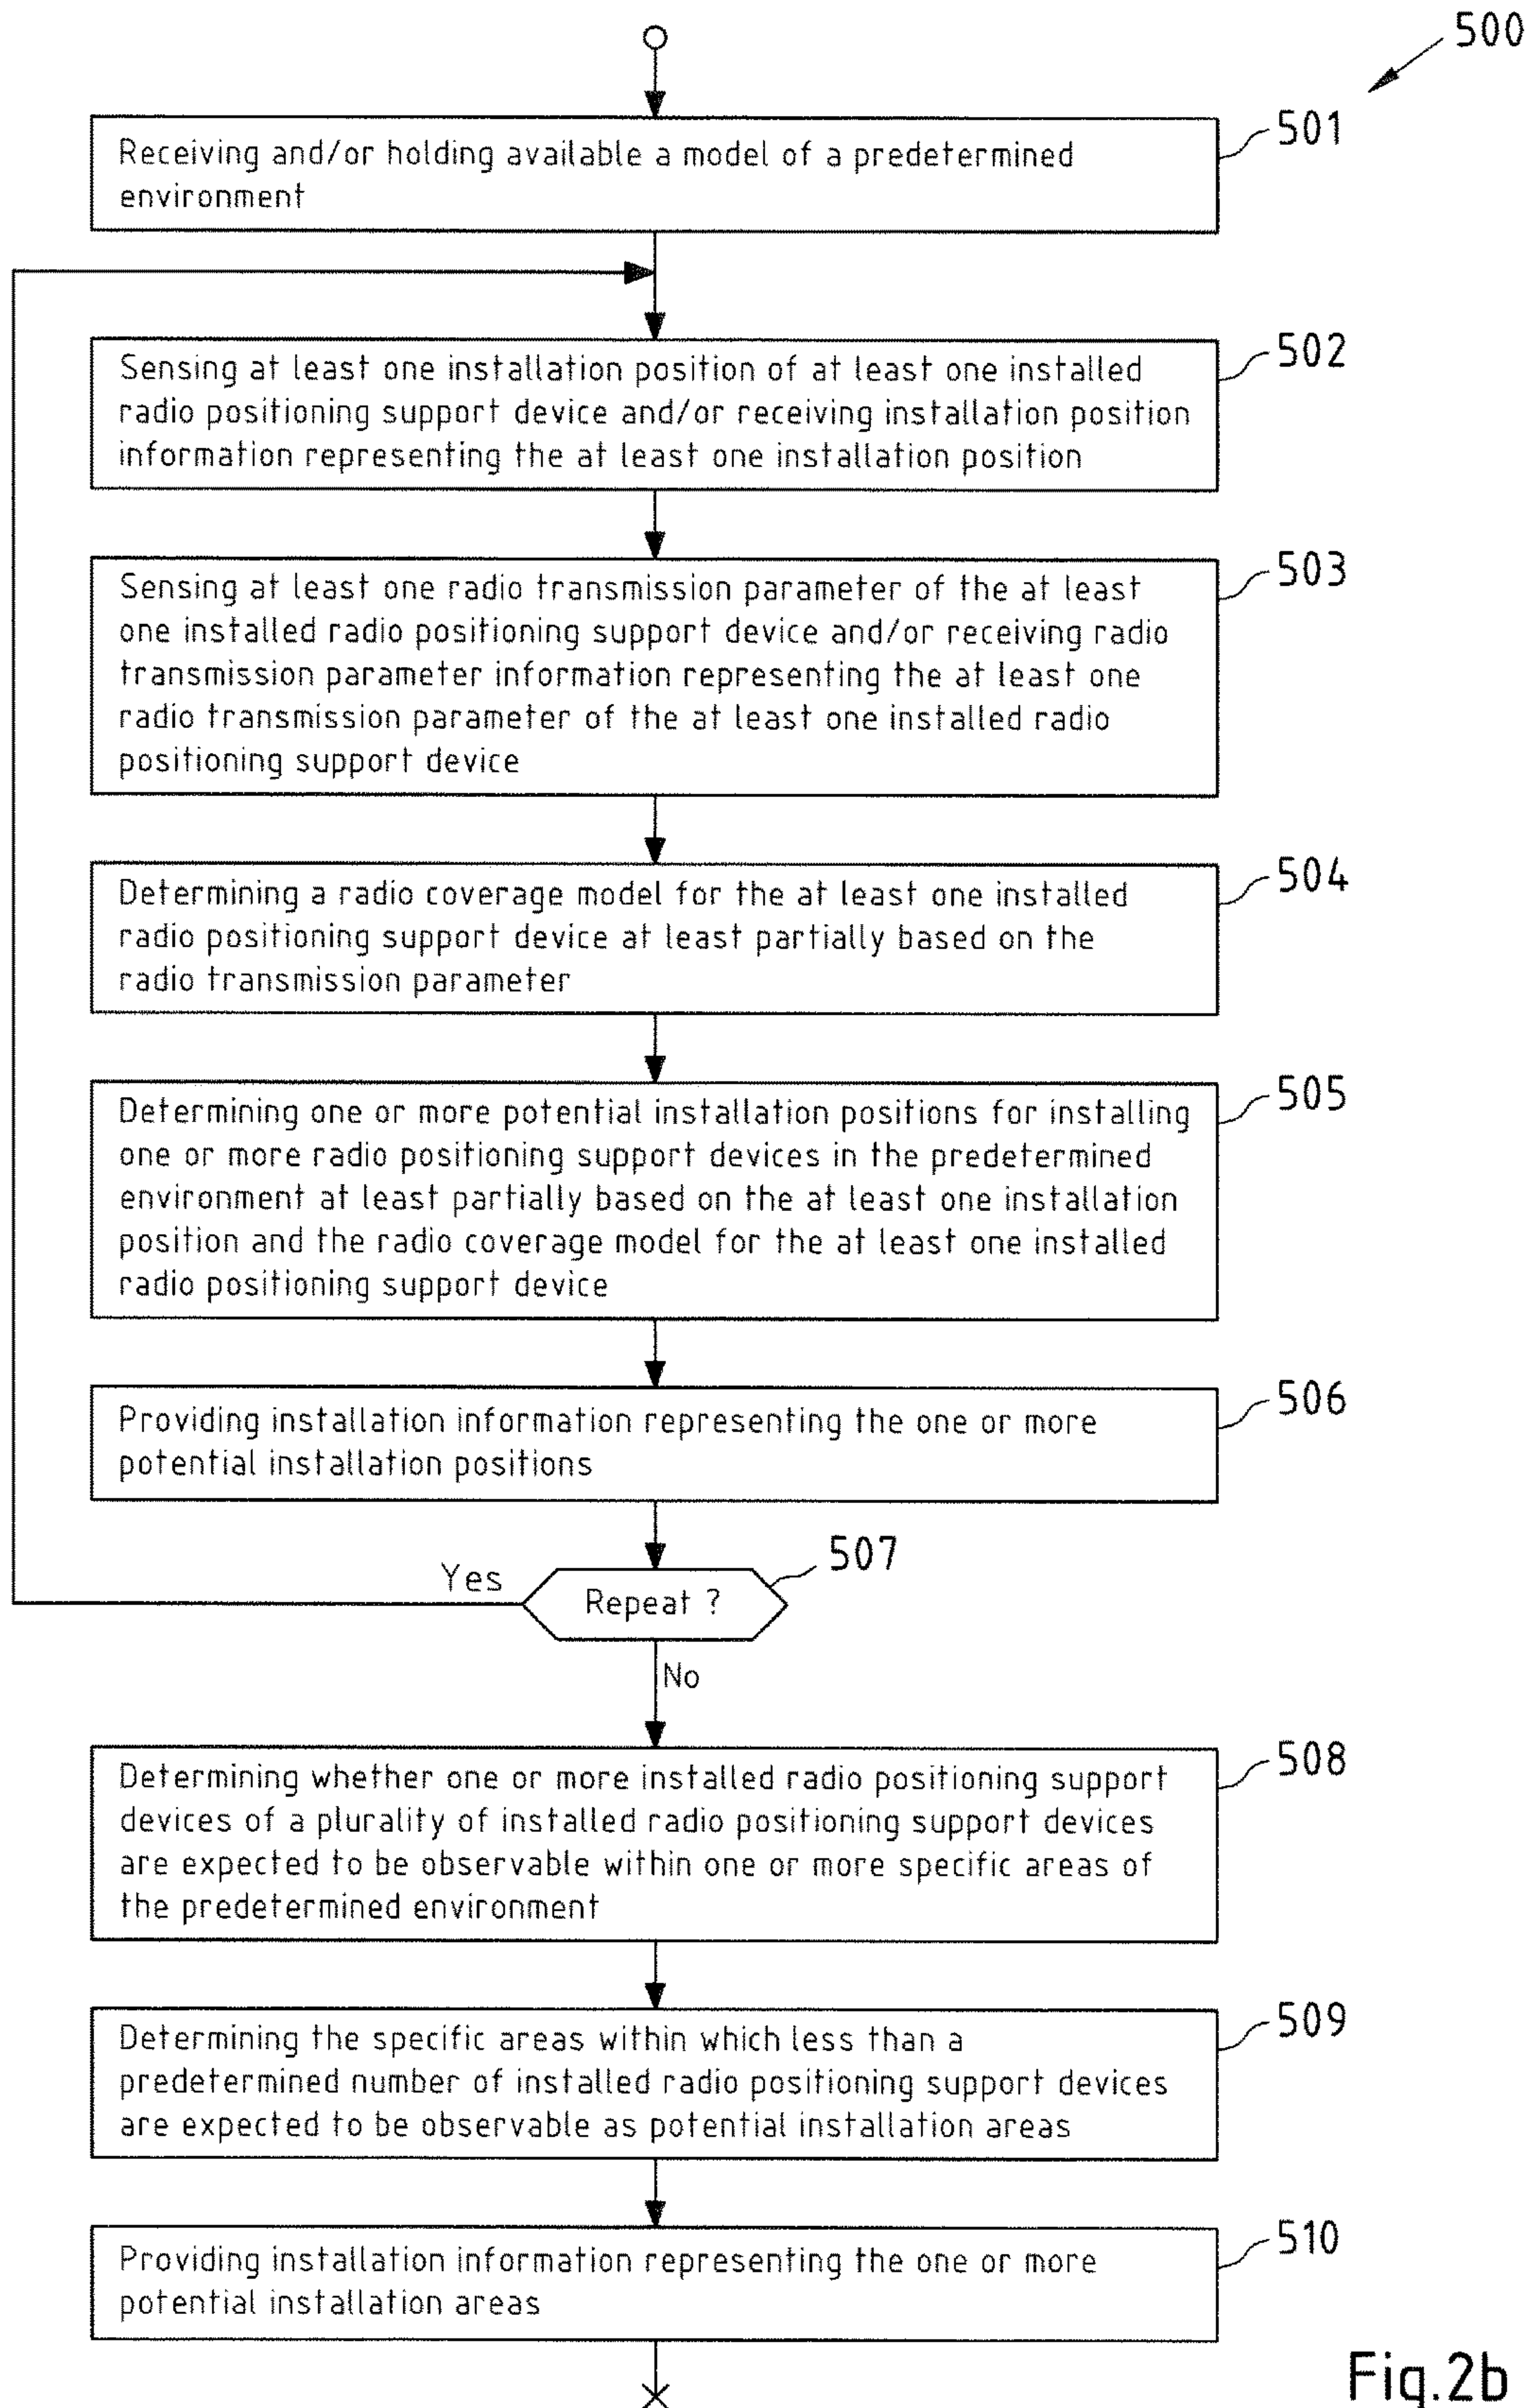 500
501
Receiving and/or holding available a model of a predetermined
environment
502
Sensing at least one installation position of at least one installed
radio positioning support device and/or receiving installation position
information representing the at least one installation position
503
Sensing at least one radio transmission parameter of the at least
one installed radio positioning support device and/or receiving radio
transmission parameter information representing the at least one
radio transmission parameter of the at least one installed radio
positioning support device
504
Determining a radio coverage model for the at least one installed
radio positioning support device at least partially based on the
radio transmission parameter
505
Determining one or more potential installation positions for installing
one or more radio positioning support devices in the predetermined
environment at least partially based on the at least one installation
position and the radio coverage model for the at least one installed
radio positioning support device
506
Providing installation information representing the one or more
potential installation positions
507
Yes
Repeat ?
No
508
Determining whether one or more installed radio positioning support
devices of a plurality of installed radio positioning support devices
are expected to be observable within one or more specific areas of
the predetermined environment
509
Determining the specific areas within which less than a
predetermined number of installed radio positioning support devices
are expected to be observable as potential installation areas
510
Providing installation information representing the one or more
potential installation areas
Fig.2b